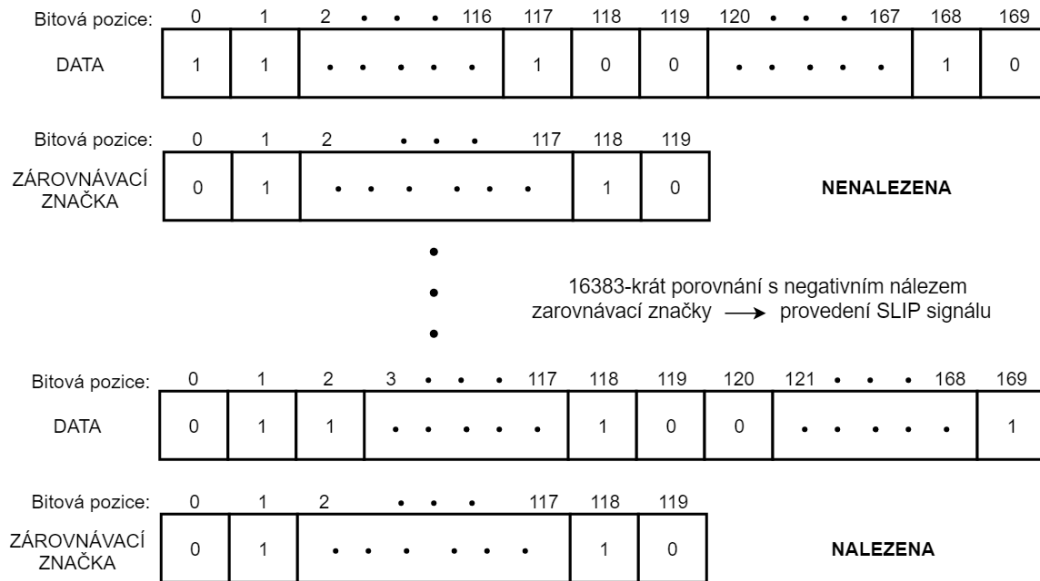 Bitová pozice: 0 1 2 • • • 116 117 118 119 120 • • • 167 168 169
DATA 1 1 • • • • • 1 0 0 • • • • • 1 0
Bitová pozice: 0 1 2 • • • 117 118 119
ZÁROVNÁVACÍ
ZNAČKA 0 1 • • • • • • 1 0 NENALEZENA
16383-krát porovnání s negativním nálezem
zarovnávací značky → provedení SLIP signálu
Bitová pozice: 0 1 2 3 • • • 117 118 119 120 121 • • • 168 169
DATA 0 1 1 • • • • • 1 0 0 • • • • • 1
Bitová pozice: 0 1 2 • • • 117 118 119
ZÁROVNÁVACÍ
ZNAČKA 0 1 • • • • • • 1 0 NALEZENA